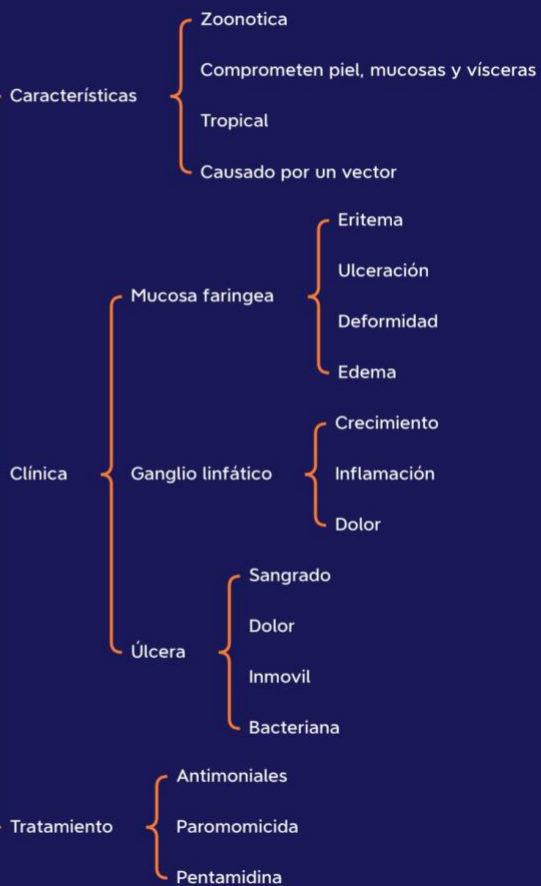 Zoonotica
Comprometen piel, mucosas y vísceras
Características
Tropical
Causado por un vector
Eritema
Ulceración
Mucosa faringea
Deformidad
Edema
Crecimiento
Clínica
Ganglio linfático
Inflamación
Dolor
Sangrado
Dolor
Úlcera
Inmovil
Bacteriana
Antimoniales
Tratamiento
Paromomicida
Pentamidina